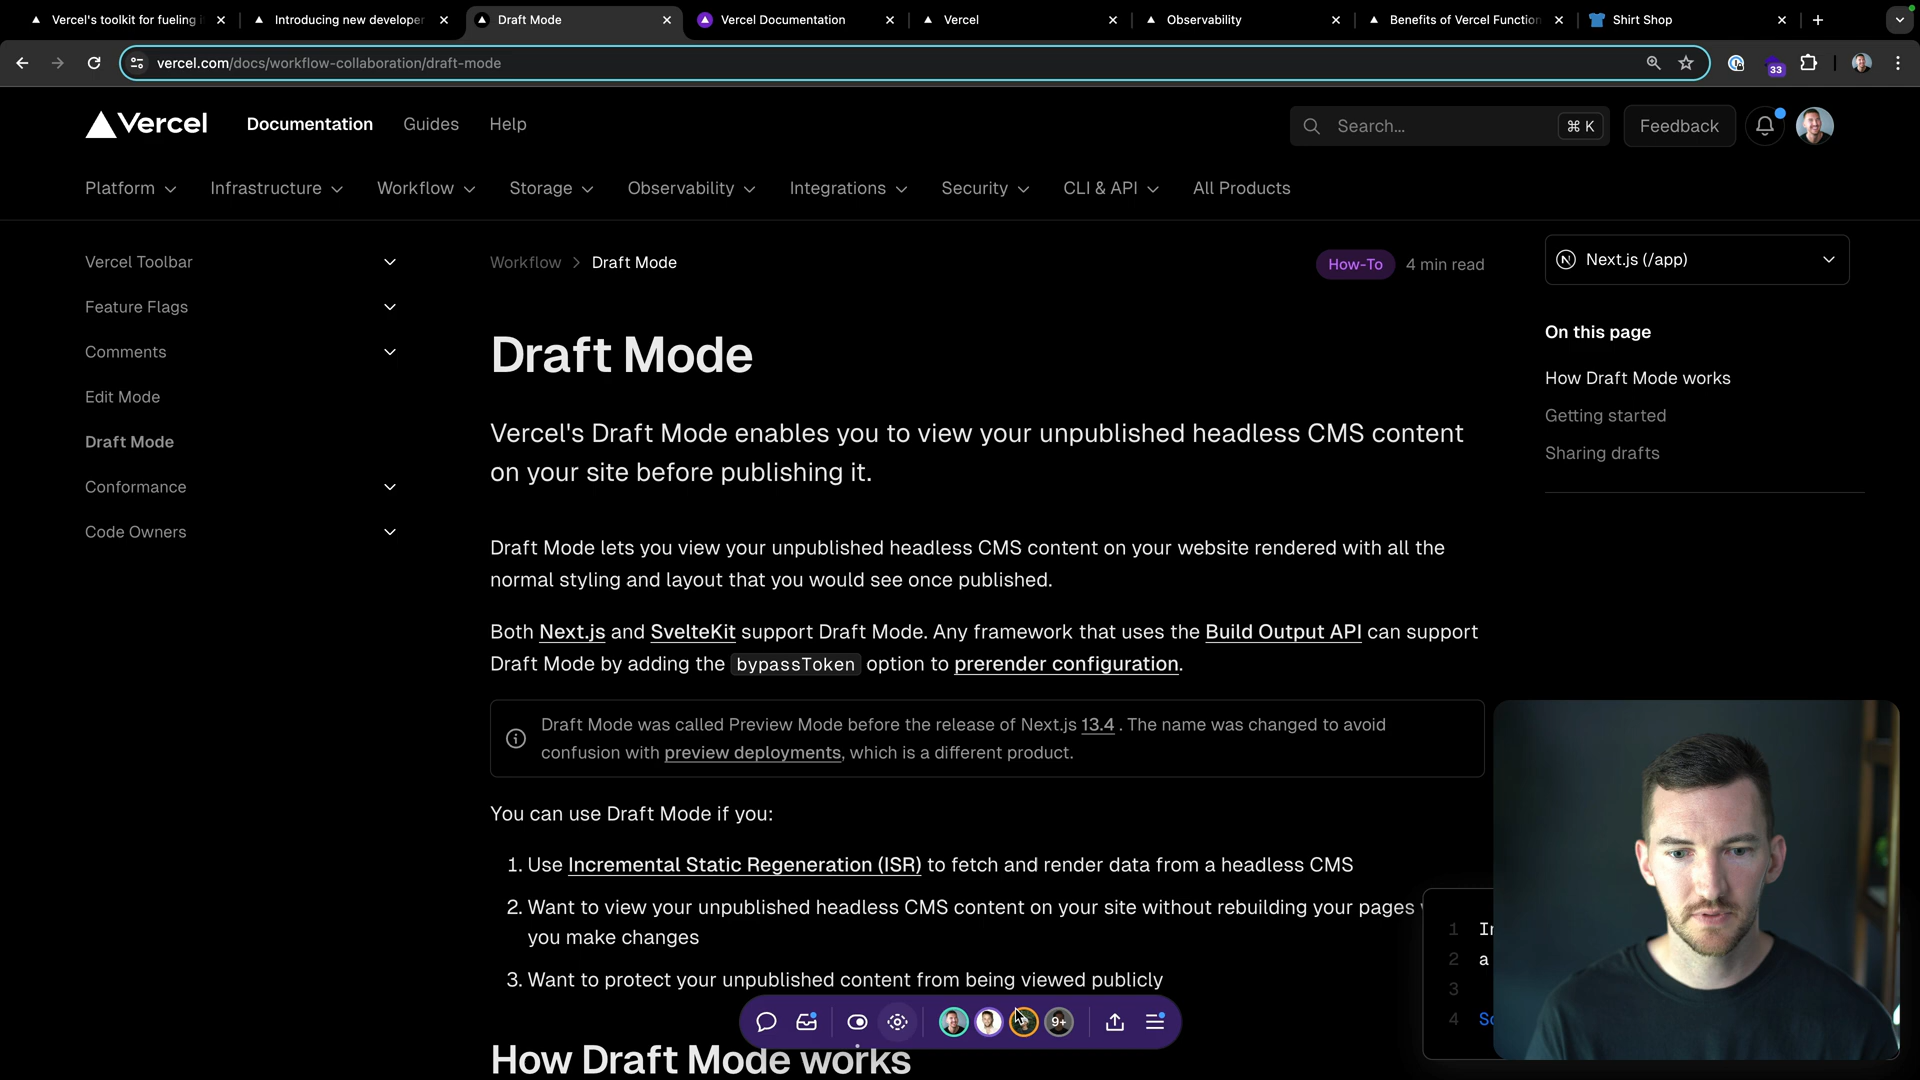 Vercel's toolkit for fueling
Introducing new developer
Draft Mode
Vercel Documentation
Vercel
Observability
Benefits of Vercel Function
Shirt Shop
vercel.com/docs/workflow-collaboration/draft-mode
33
Vercel
Documentation
Guides
Help
Search...
⌘ K
Feedback
Platform
Infrastructure
Workflow
Storage
Observability
Integrations
Security
CLI & API
All Products
Vercel Toolbar
Feature Flags
Comments
Edit Mode
Draft Mode
Conformance
Code Owners
Workflow > Draft Mode
How-To
4 min read
Draft Mode
Vercel's Draft Mode enables you to view your unpublished headless CMS content
on your site before publishing it.
Draft Mode lets you view your unpublished headless CMS content on your website rendered with all the
normal styling and layout that you would see once published.
Both Next.js and SvelteKit support Draft Mode. Any framework that uses the Build Output API can support
Draft Mode by adding the bypassToken option to prerender configuration.
Draft Mode was called Preview Mode before the release of Next.js 13.4 . The name was changed to avoid
confusion with preview deployments, which is a different product.
You can use Draft Mode if you:
1. Use Incremental Static Regeneration (ISR) to fetch and render data from a headless CMS
2. Want to view your unpublished headless CMS content on your site without rebuilding your pages
you make changes
3. Want to protect your unpublished content from being viewed publicly
How Draft Mode works
9+
Next.js (/app)
On this page
How Draft Mode works
Getting started
Sharing drafts
1
2 a
3
4